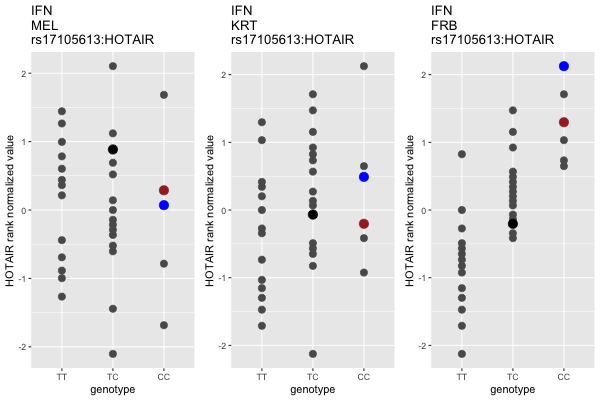 IFN
MEL
rs17105613:HOTAIR
HOTAIR rank normalized value
2
1
0
-1
-2
TT
TC
CC
genotype
IFN
KRT
rs17105613:HOTAIR
HOTAIR rank normalized value
2
1
0
-1
-2
TT
TC
CC
genotype
IFN
FRB
rs17105613:HOTAIR
HOTAIR rank normalized value
2
1
0
-1
-2
TT
TC
CC
genotype